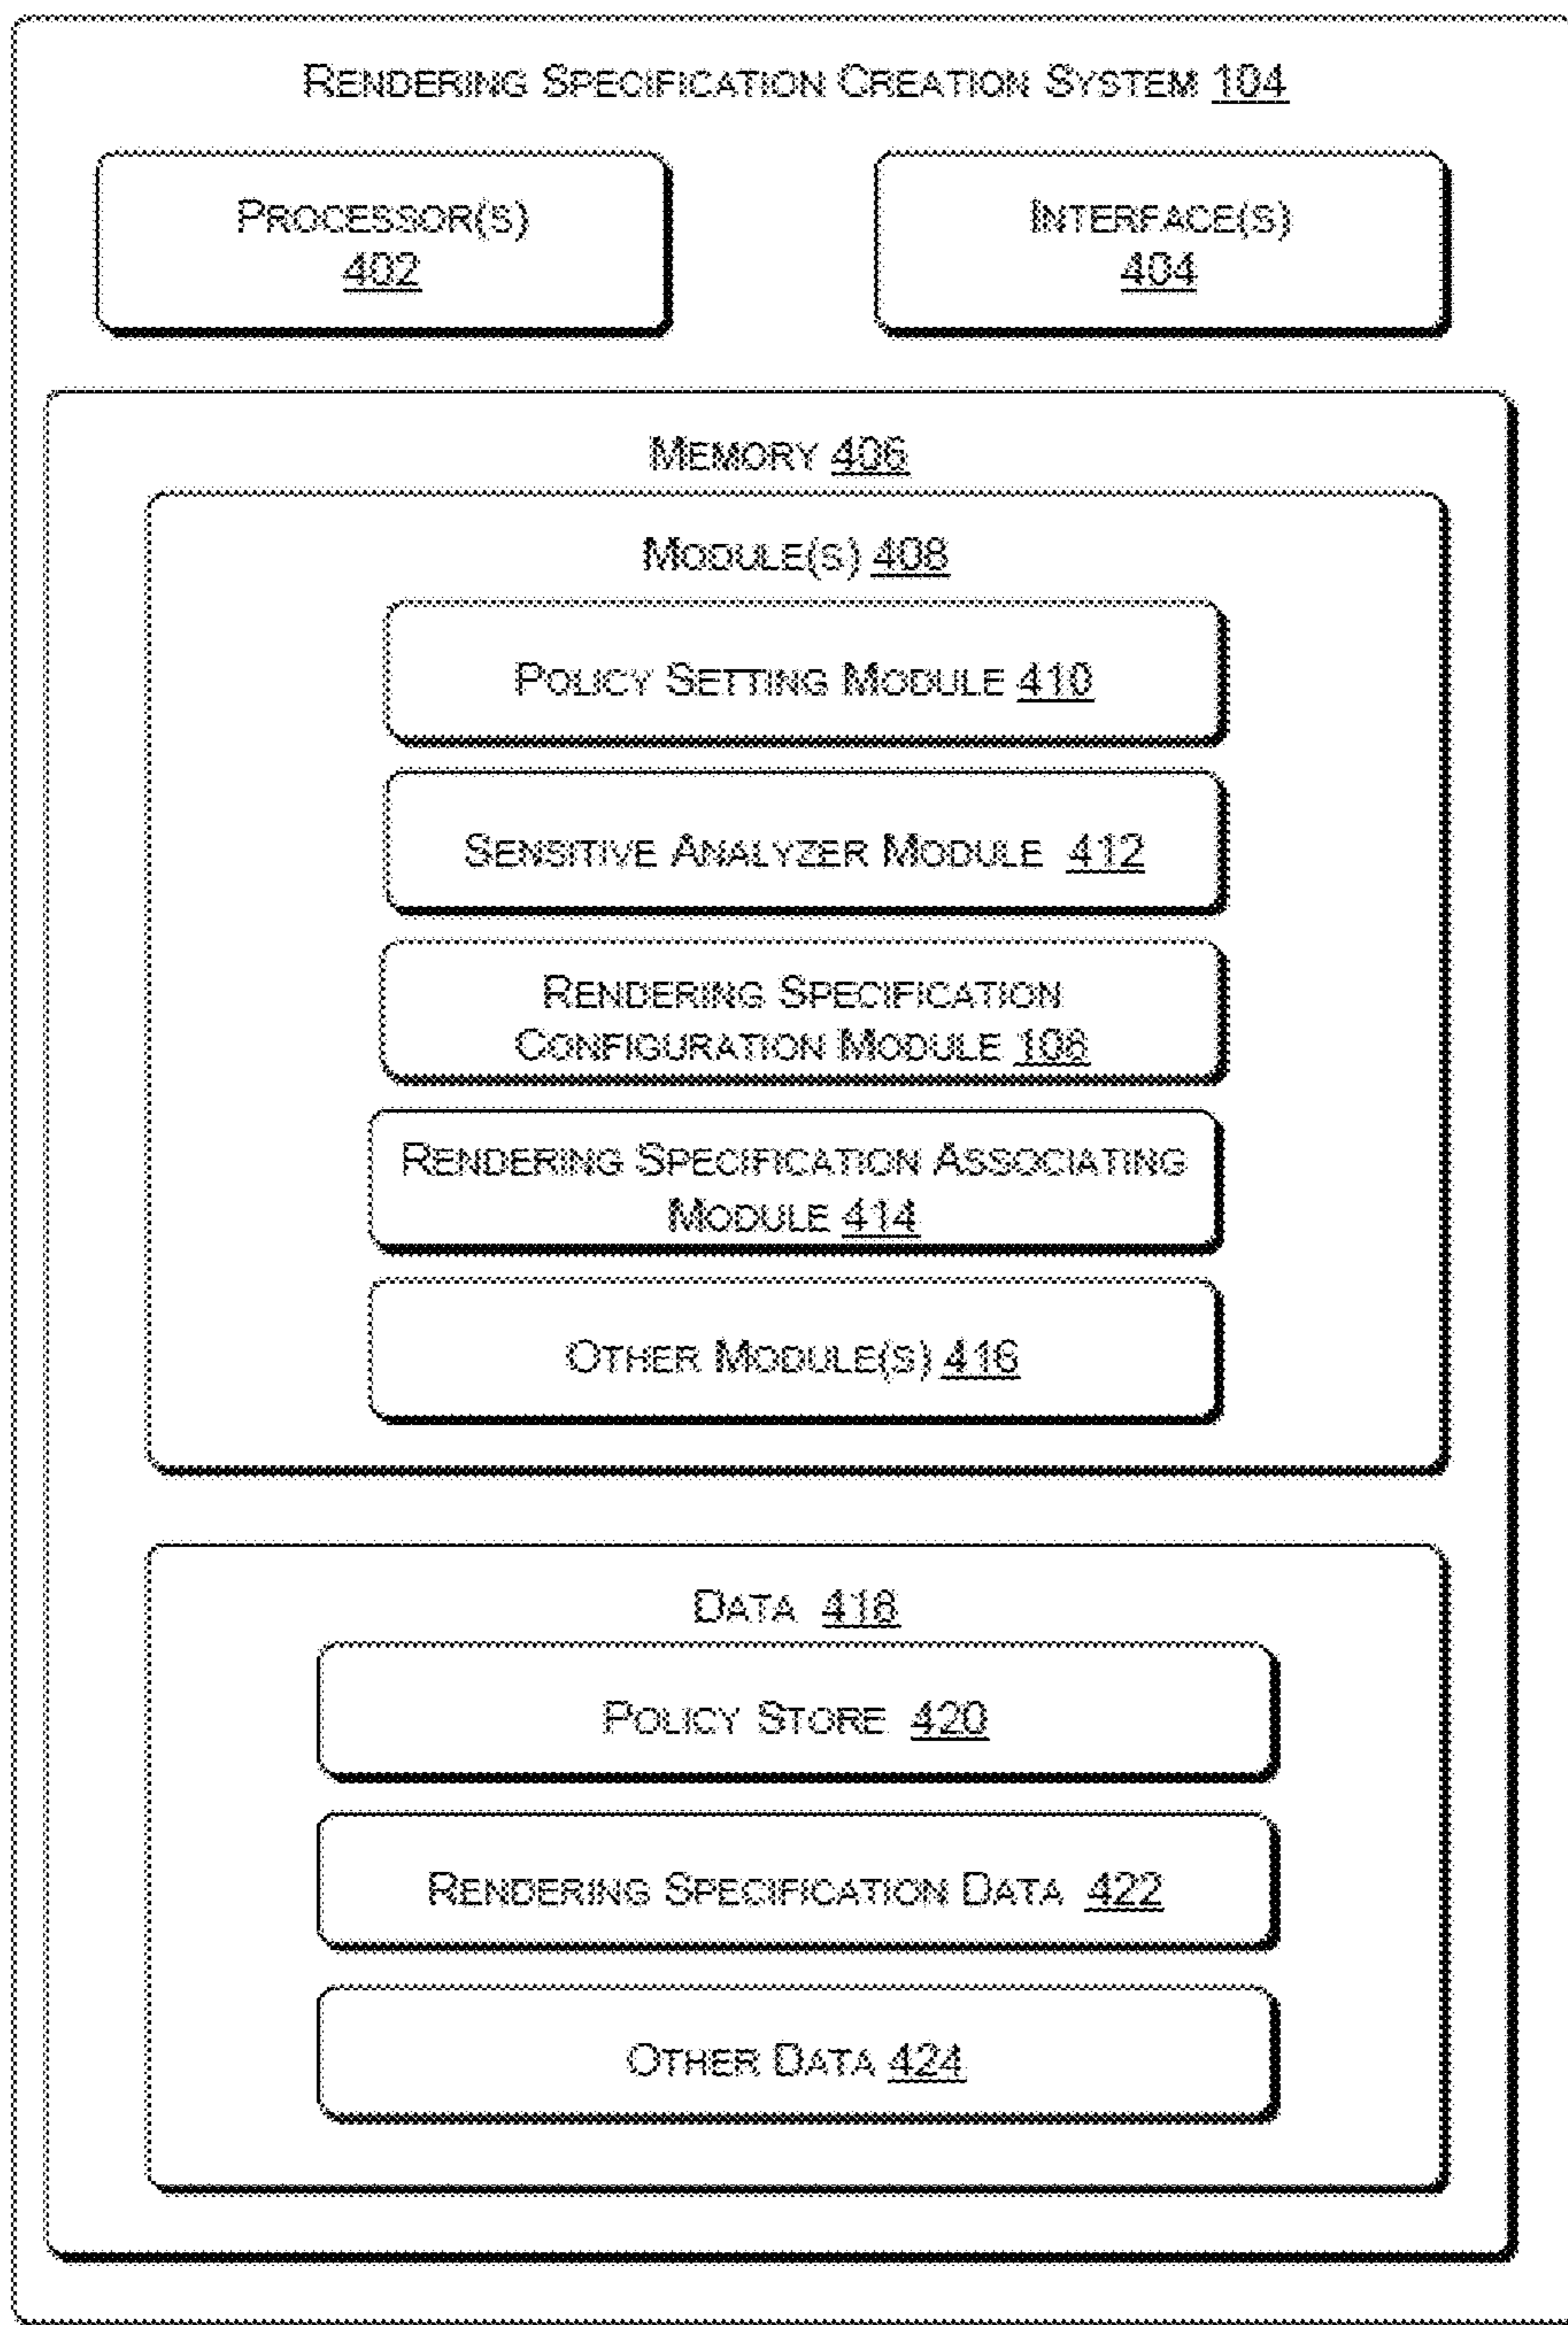 RENDERING SPECIFICATION CREATION SYSTEM 104
PROCESSOR(S)
402
INTERFACE(S)
404
MEMORY 406
MODULE(S) 408
POLICY SETTING MODULE 410
SENSITIVE ANALYZER MODULE 412
RENDERING SPECIFICATION
CONFIGURATION MODULE 108
RENDERING SPECIFICATION ASSOCIATING
MODULE 414
OTHER MODULE(S) 416
DATA 418
POLICY STORE 420
RENDERING SPECIFICATION DATA 422
OTHER DATA 424